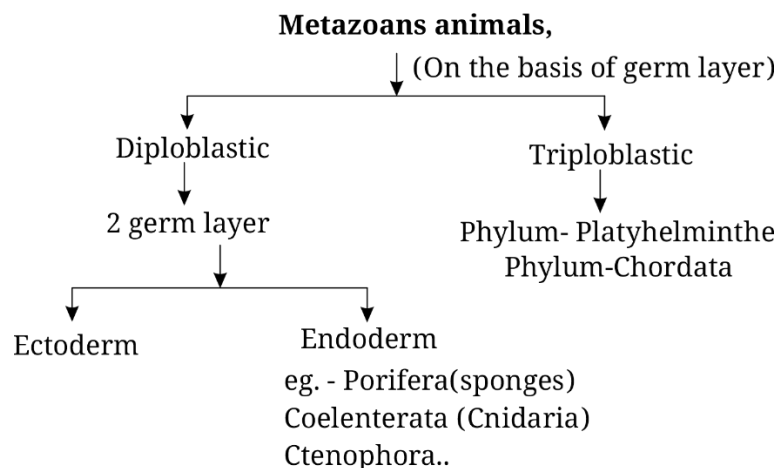 Metazoans animals,
(On the basis of germ layer)
Diploblastic
Triploblastic
2 germ layer
Phylum- Platyhelminthe
Phylum-Chordata
Ectoderm
Endoderm
eg. - Porifera(sponges)
Coelenterata (Cnidaria)
Ctenophora..